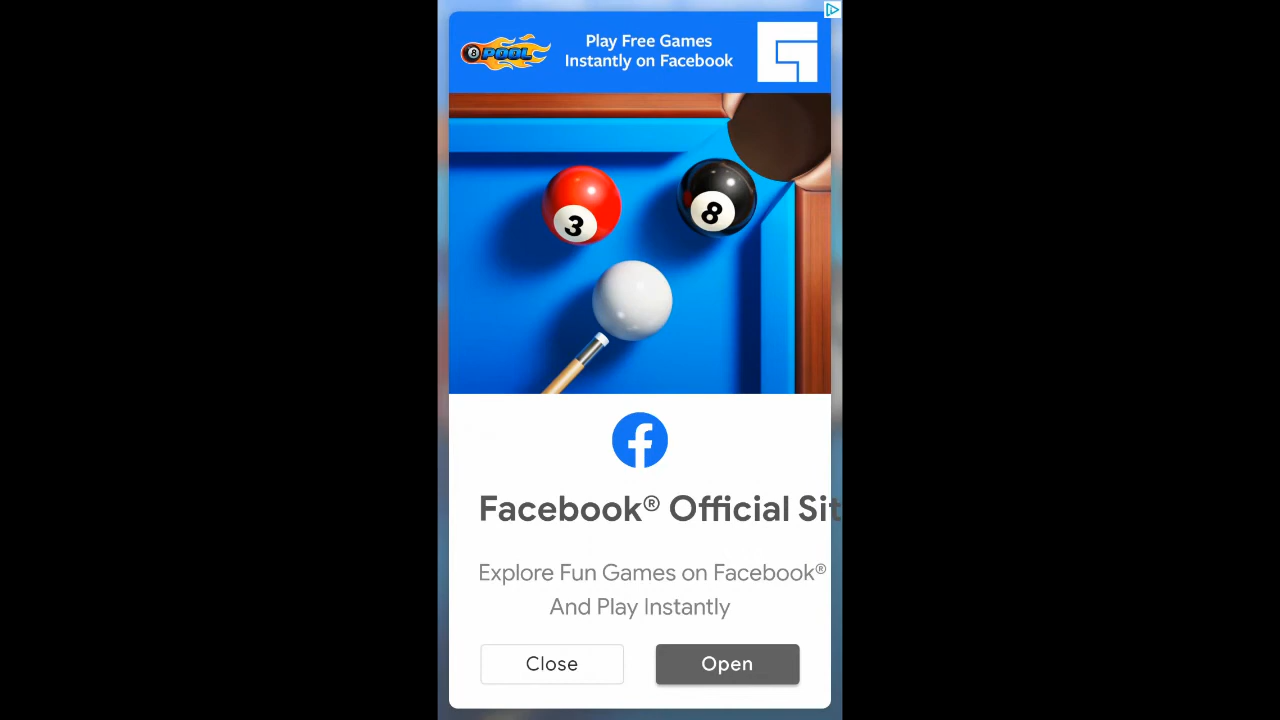 8 POOL
Play Free Games
Instantly on Facebook
3
8
Facebook® Official Sit
Explore Fun Games on Facebook®
And Play Instantly
Close
Open